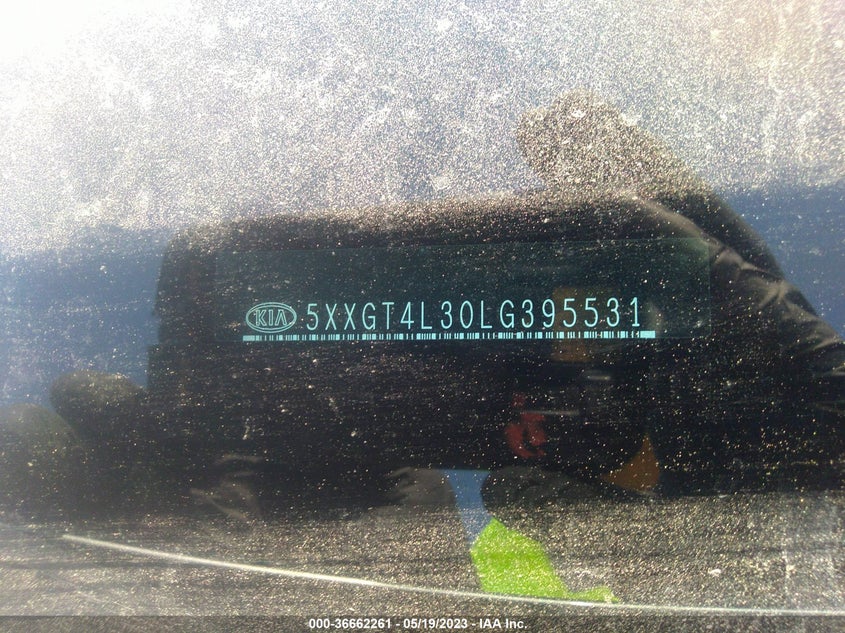 KIA 5XXGT4L30LG395531
000-36662261 - 05/19/2023 - IAA Inc.